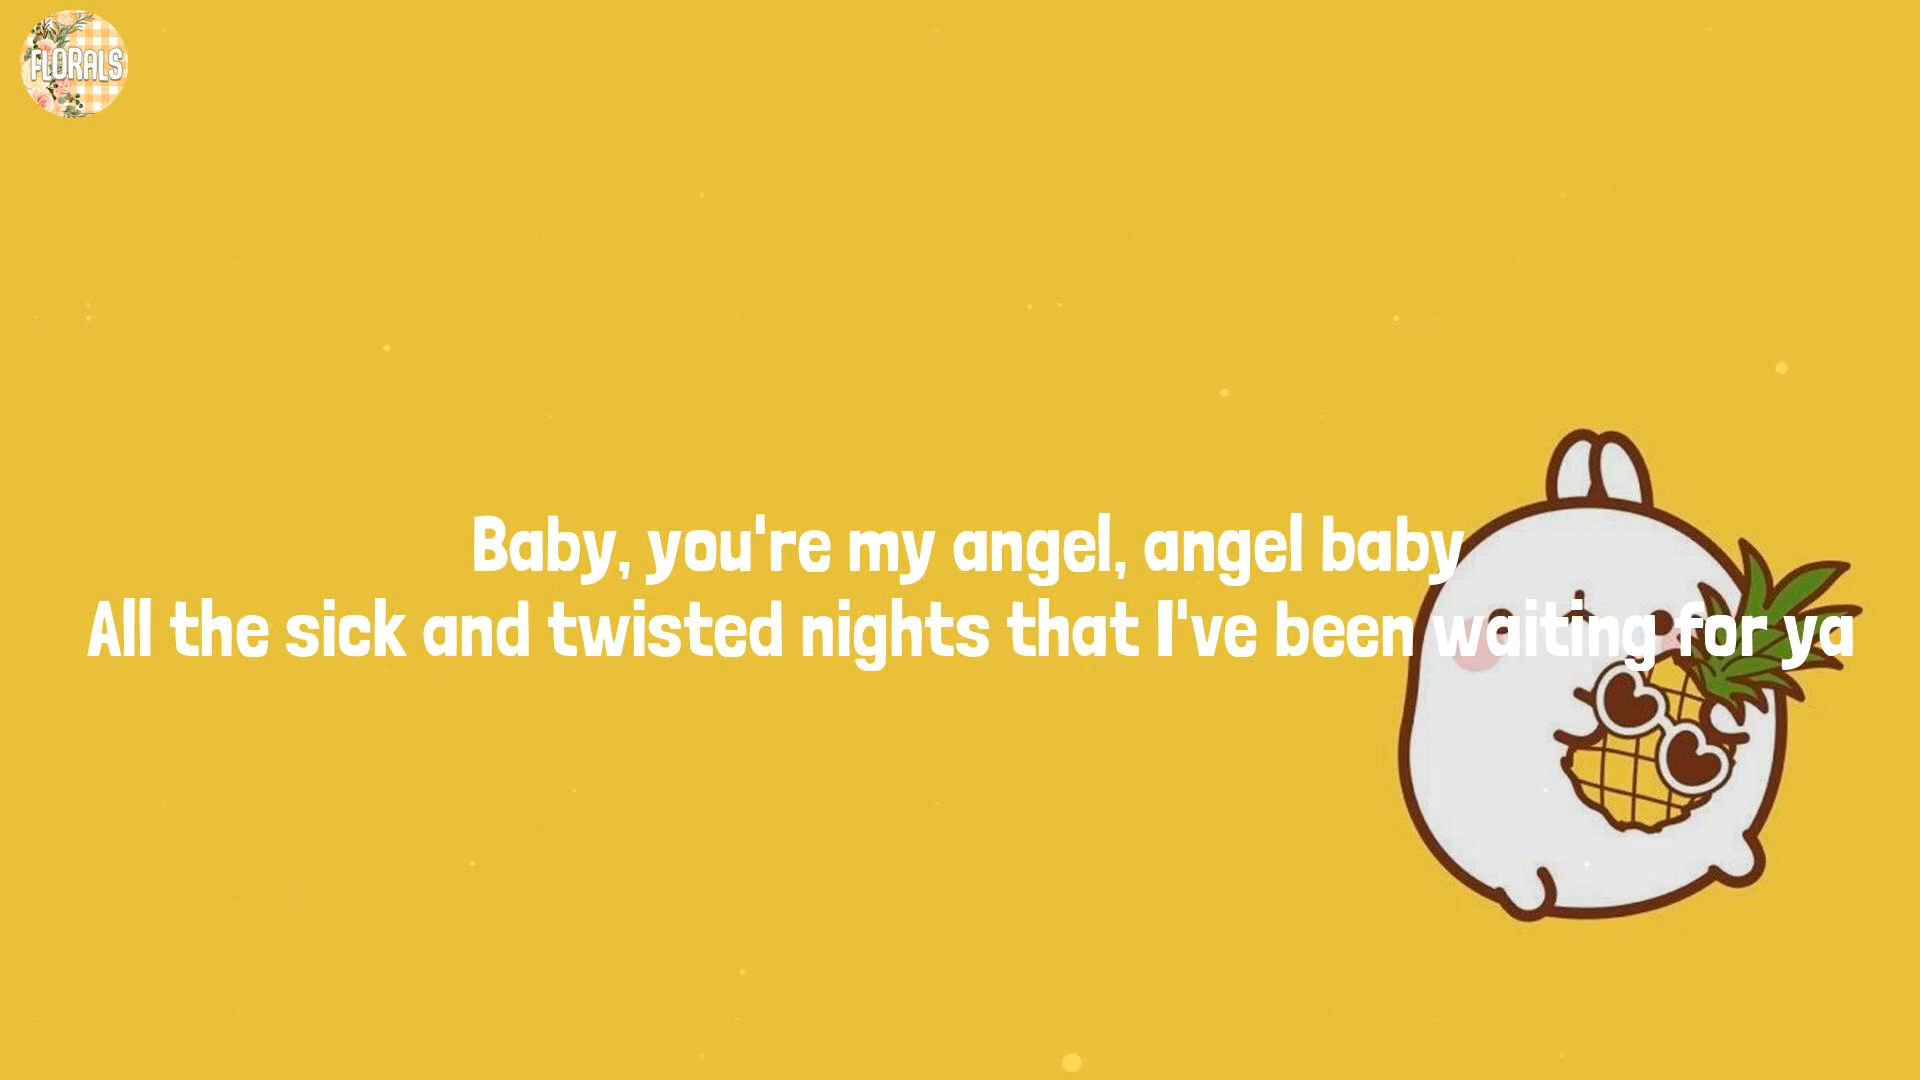 FLORALS
Baby, you're my angel, angel baby
All the sick and twisted nights that I've been waiting for ya